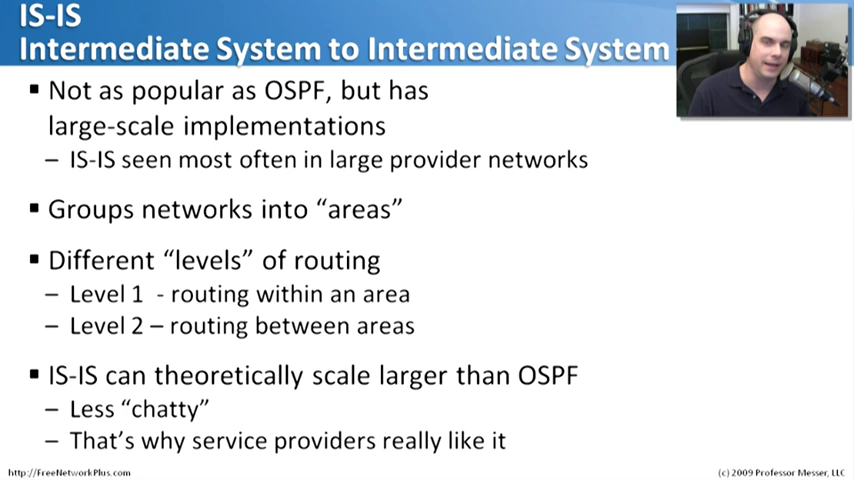 IS-IS
Intermediate System to Intermediate System
▪ Not as popular as OSPF, but has
large-scale implementations
– IS-IS seen most often in large provider networks
▪ Groups networks into “areas”
▪ Different “levels” of routing
– Level 1 - routing within an area
– Level 2 – routing between areas
▪ IS-IS can theoretically scale larger than OSPF
– Less “chatty”
– That’s why service providers really like it
http://FreeNetworkPlus.com
(c) 2009 Professor Messer, LLC